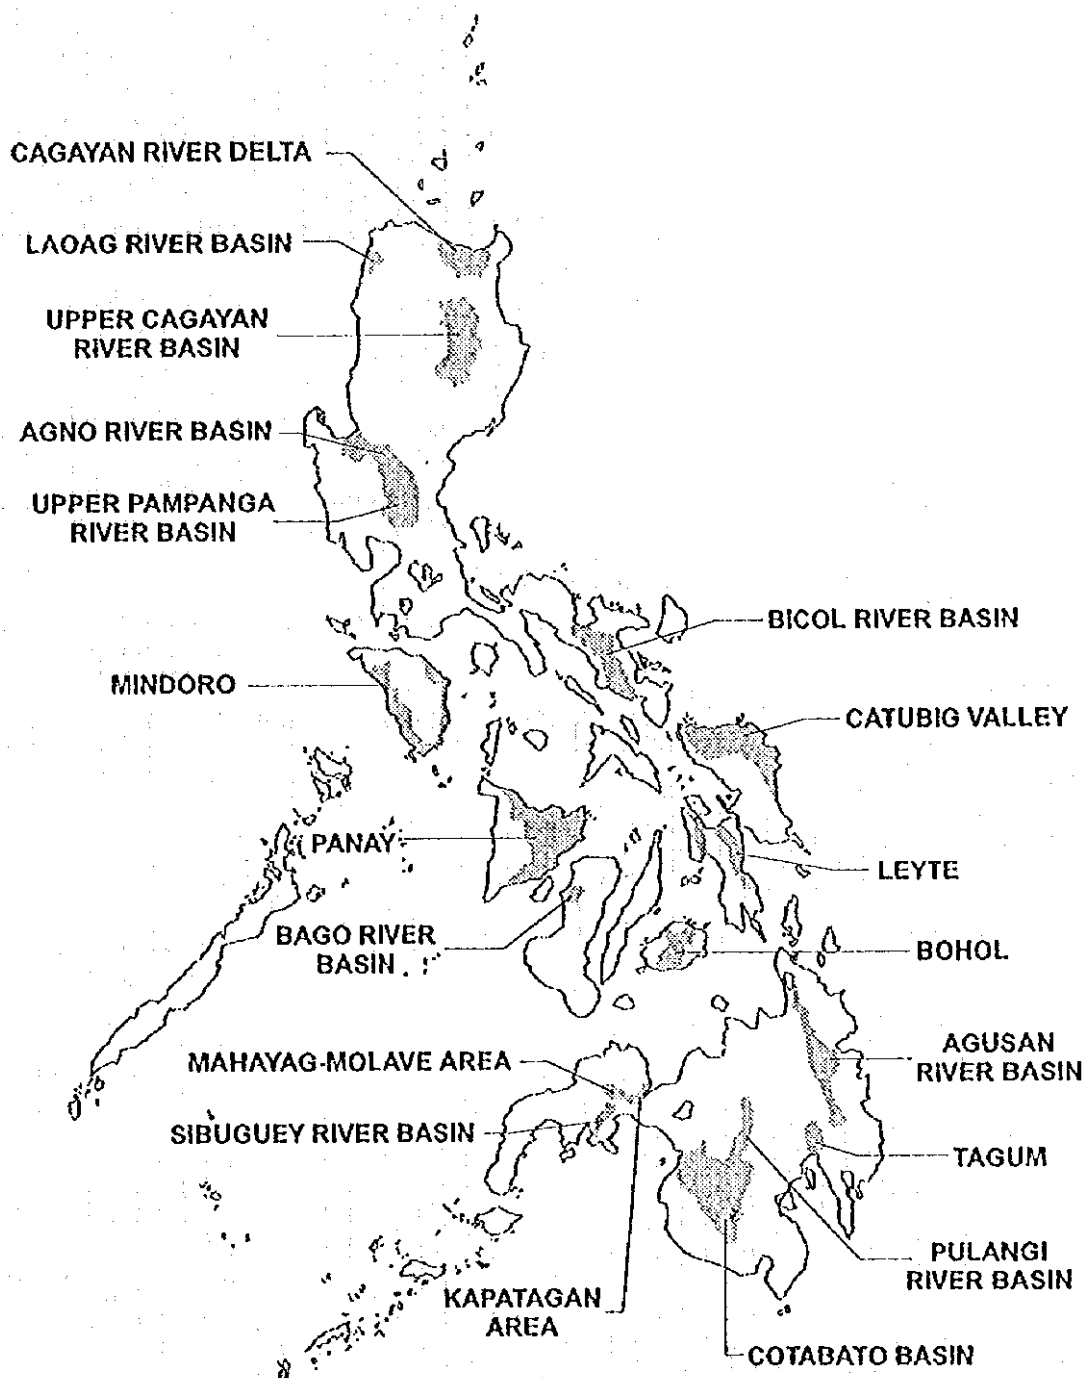 CAGAYAN RIVER DELTA
LAOAG RIVER BASIN
UPPER CAGAYAN
RIVER BASIN
AGNO RIVER BASIN
UPPER PAMPANGA
RIVER BASIN
BICOL RIVER BASIN
MINDORO
CATUBIG VALLEY
PANAY
LEYTE
BAGO RIVER
BASIN
BOHOL
AGUSAN
RIVER BASIN
MAHAYAG-MOLAVE AREA
SIBUGUEY RIVER BASIN
TAGUM
PULANGI
RIVER BASIN
KAPATAGAN
AREA
COTABATO BASIN